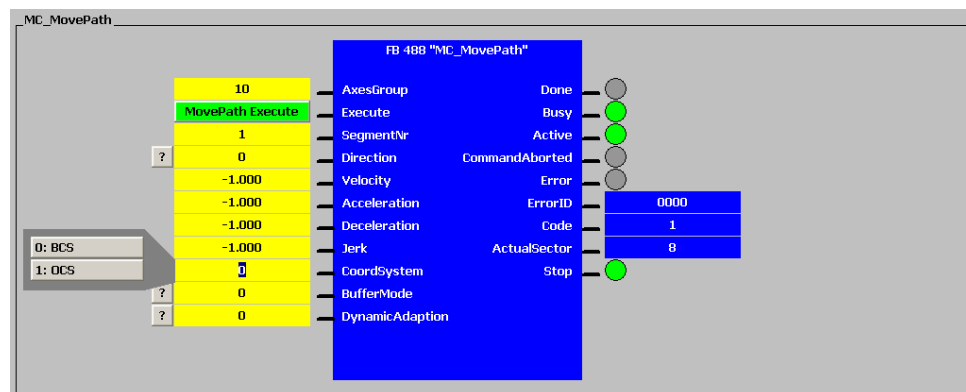 MC_MovePath
FB 488 "MC_MovePath"
10 AxesGroup Done
MovePath Execute Execute Busy
1 SegmentNr Active
? 0 Direction CommandAborted
-1.000 Velocity Error
-1.000 Acceleration ErrorID 0000
-1.000 Deceleration Code 1
0: BCS -1.000 Jerk ActualSector 8
1: OCS 0 CoordSystem Stop
? 0 BufferMode
? 0 DynamicAdaption